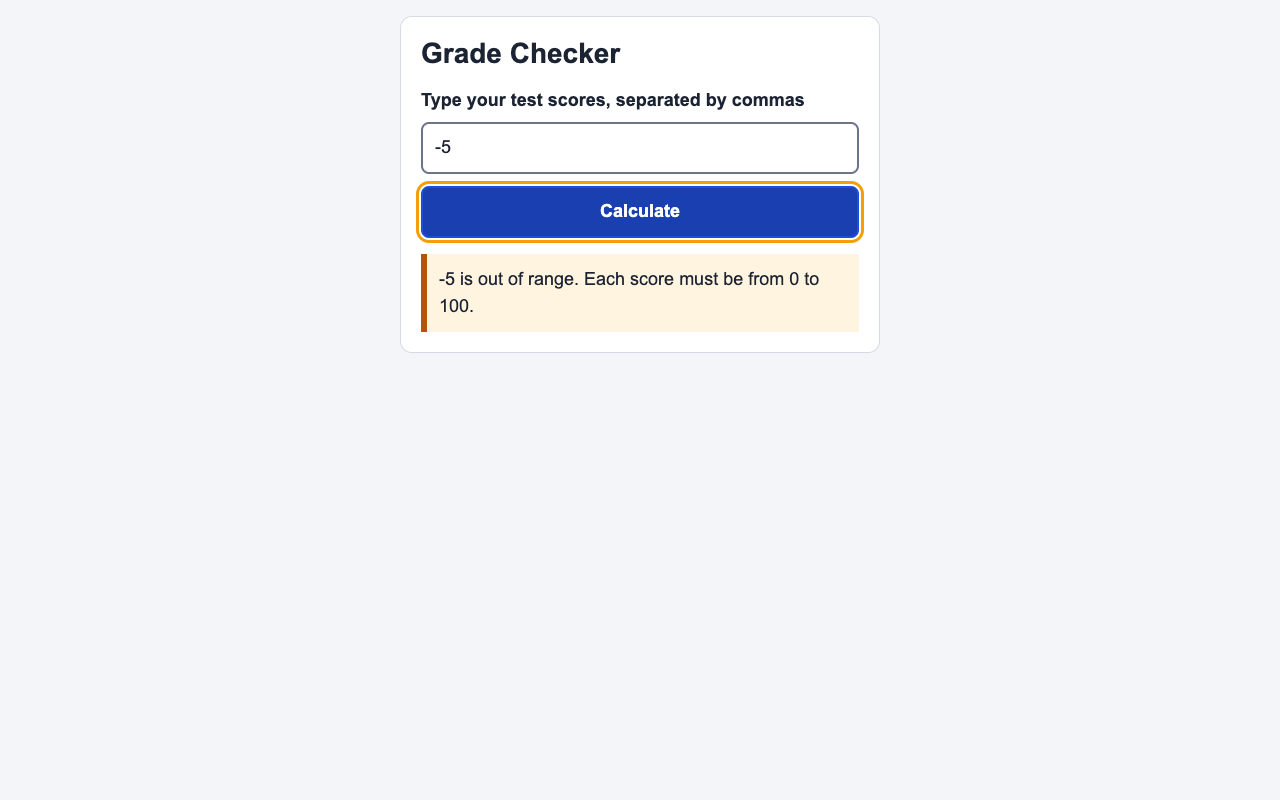 Grade Checker
Type your test scores, separated by commas
-5
Calculate
-5 is out of range. Each score must be from 0 to
100.